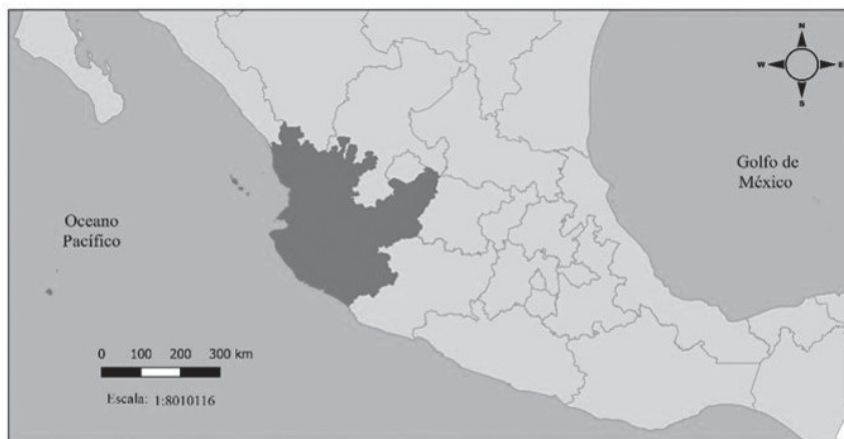 N
W E
S
Golfo de
México
Oceano
Pacífico
0 100 200 300 km
Escala: 1:8010116